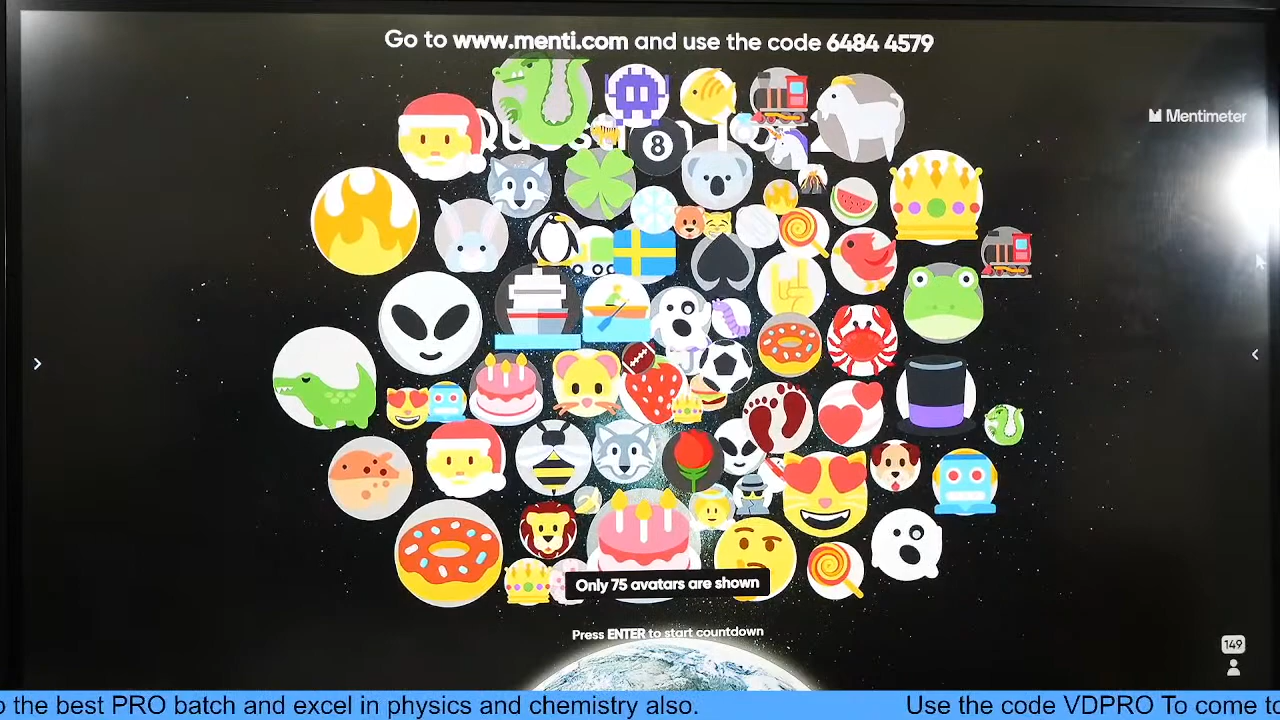 Go to www.menti.com and use the code 6484 4579
Mentimeter
8
Only 75 avatars are shown
Press ENTER to start countdown
149
o the best PRO batch and excel in physics and chemistry also.
Use the code VDPRO To come to